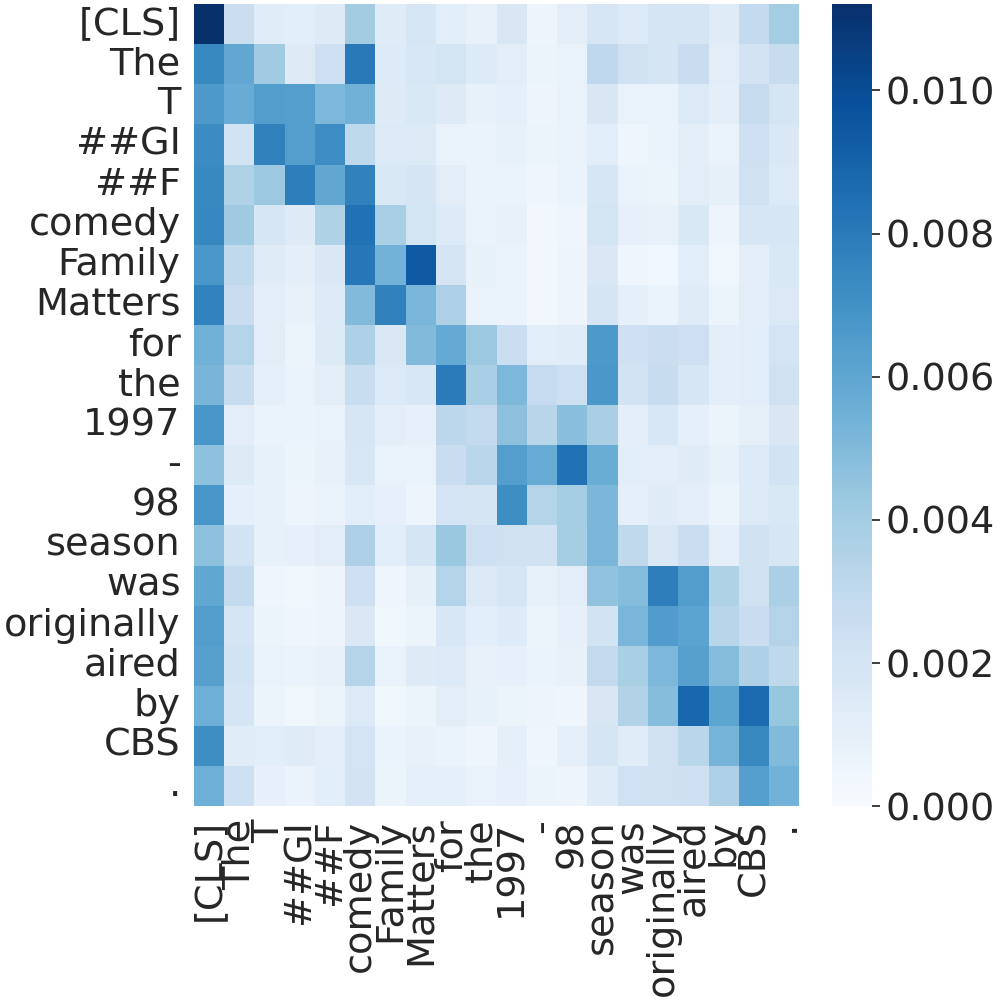 [CLS]
The
T
##GI
##F
comedy
Family
Matters
for
the
1997
-
98
season
was
originally
aired
by
CBS
.
0.010
0.008
0.006
0.004
0.002
0.000
[CLS]
The
T
##GI
##F
comedy
Family
Matters
for
the
1997
-
98
season
was
originally
aired
by
CBS
.